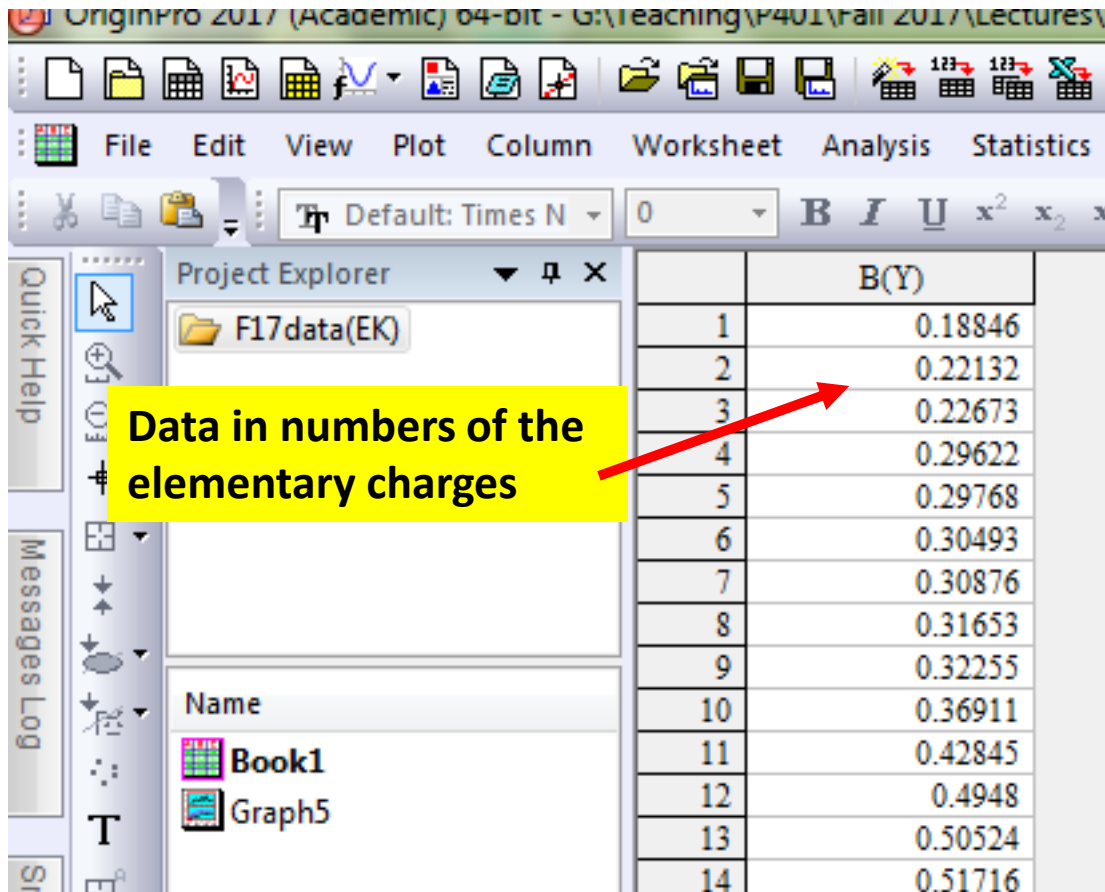 OriginPro 2017 (Academic) 64-bit - G:\Teaching\P401\Fall 2017\Lectures\
File Edit View Plot Column Worksheet Analysis Statistics
Default: Times N 0 B I U x² x₂
Quick Help
Messages Log
Project Explorer
F17data(EK)
Data in numbers of the
elementary charges
Name
Book1
Graph5
T
B(Y)
1 0.18846
2 0.22132
3 0.22673
4 0.29622
5 0.29768
6 0.30493
7 0.30876
8 0.31653
9 0.32255
10 0.36911
11 0.42845
12 0.4948
13 0.50524
14 0.51716